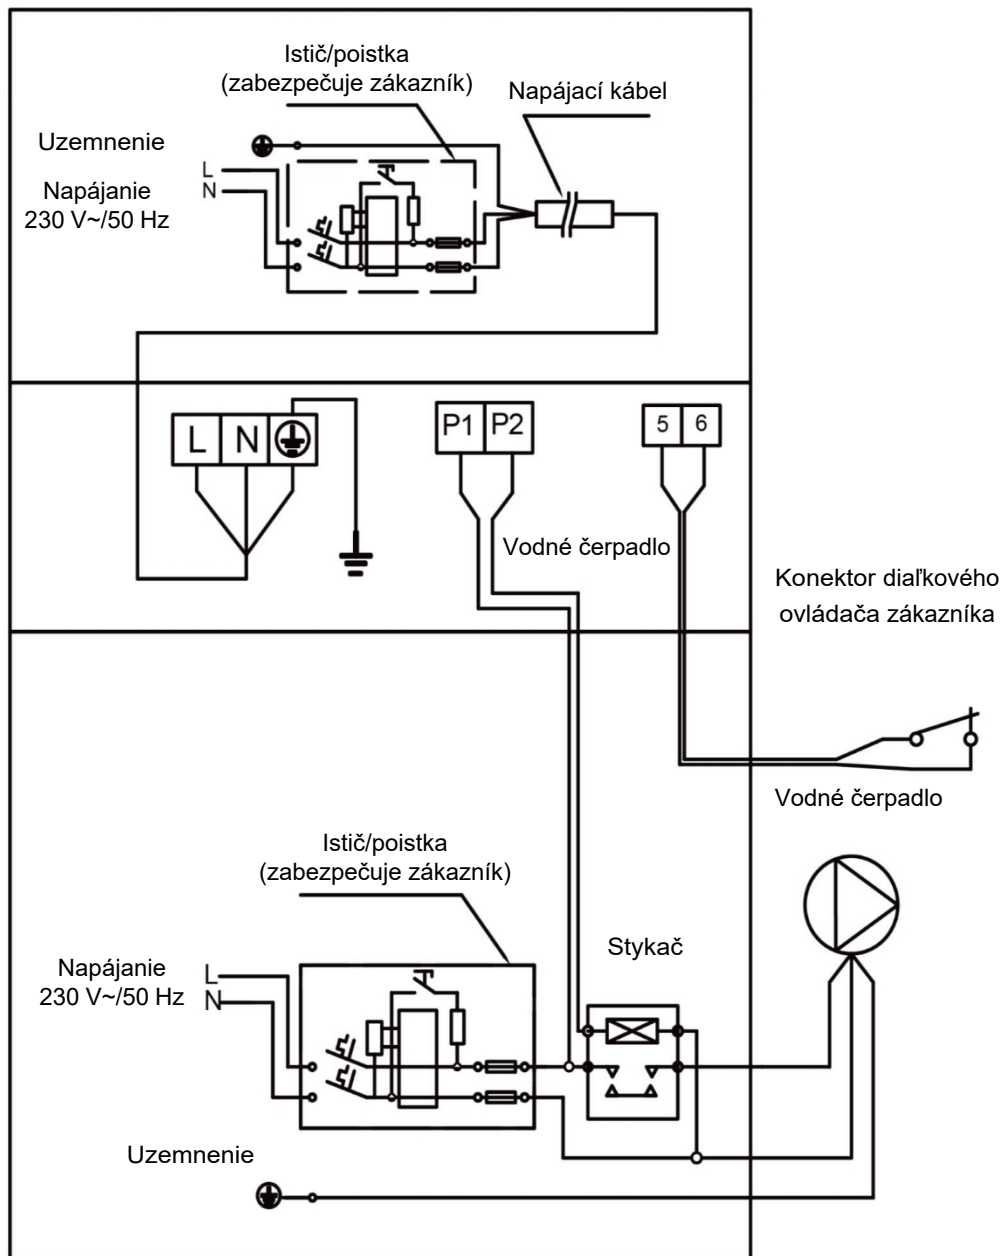 Istič/poistka
(zabezpečuje zákazník)
Napájací kábel
Uzemnenie
L
N
Napájanie
230 V~/50 Hz
L N
P1 P2
5 6
Vodné čerpadlo
Konektor diaľkového
ovládača zákazníka
Vodné čerpadlo
Istič/poistka
(zabezpečuje zákazník)
Stykač
Napájanie
230 V~/50 Hz
L
N
Uzemnenie